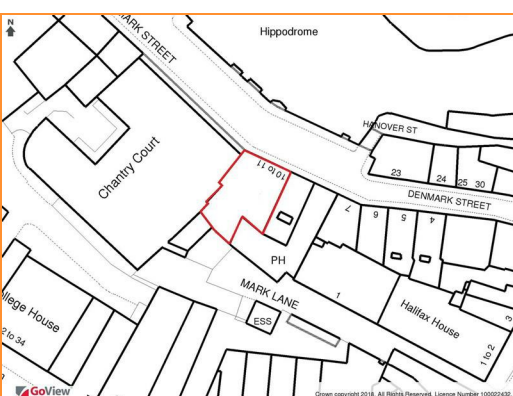 N
MARK STREET
Hippodrome
HANOVER ST
Chantry Court
10 to 11
23
24
25
30
DENMARK STREET
7
6
5
4
PH
MARK LANE
1
Halifax House
3
ESS
llege House
2 to 34
1 to 2
GoView
Crown copyright 2018. All Rights Reserved. Licence Number 100022432